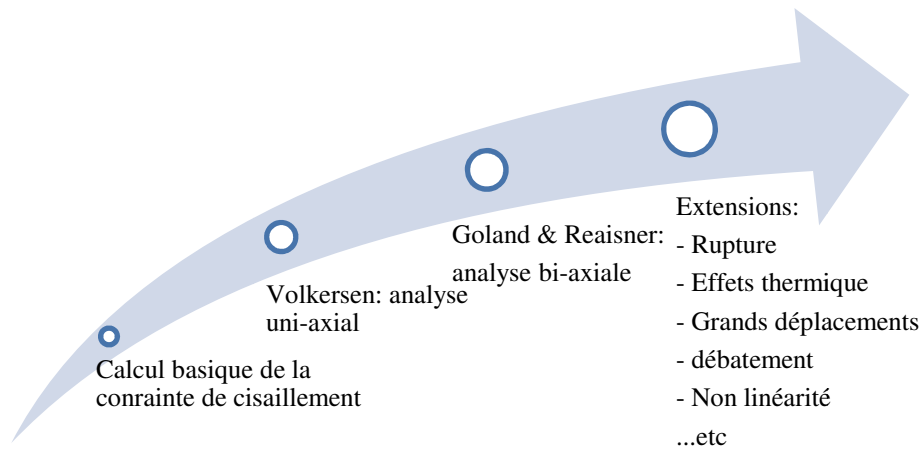 Calcul basique de la
conrainte de cisaillement
Volkersen: analyse
uni-axial
Goland & Reaisner:
analyse bi-axiale
Extensions:
- Rupture
- Effets thermique
- Grands déplacements
- débatement
- Non linéarité
...etc